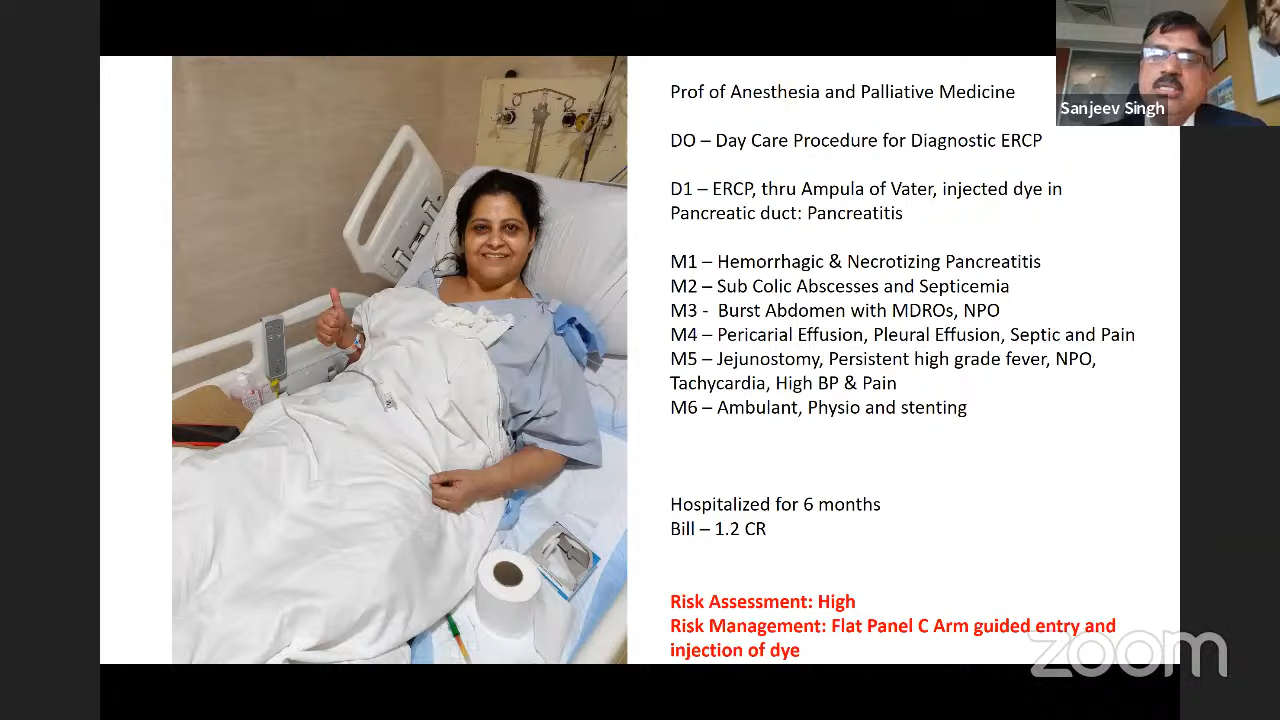 Prof of Anesthesia and Palliative Medicine
Sanjeev Singh
DO – Day Care Procedure for Diagnostic ERCP
D1 – ERCP, thru Ampula of Vater, injected dye in
Pancreatic duct: Pancreatitis
M1 – Hemorrhagic & Necrotizing Pancreatitis
M2 – Sub Colic Abscesses and Septicemia
M3 - Burst Abdomen with MDROs, NPO
M4 – Pericarial Effusion, Pleural Effusion, Septic and Pain
M5 – Jejunostomy, Persistent high grade fever, NPO,
Tachycardia, High BP & Pain
M6 – Ambulant, Physio and stenting
Hospitalized for 6 months
Bill – 1.2 CR
Risk Assessment: High
Risk Management: Flat Panel C Arm guided entry and
injection of dye
zoom